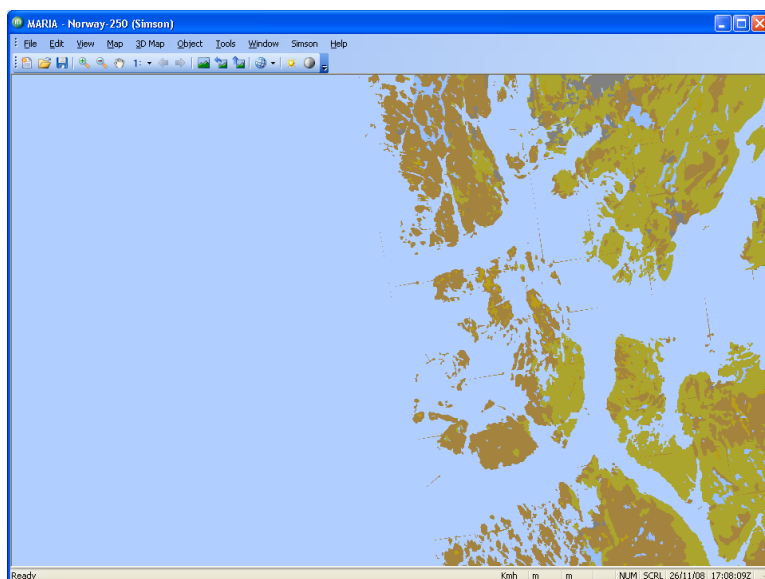 MARIA - Norway-250 (Simson)
File Edit View Map 3D Map Object Tools Window Simson Help
1:
Ready Kmh m m NUM SCRL 26/11/08 17:08:09Z